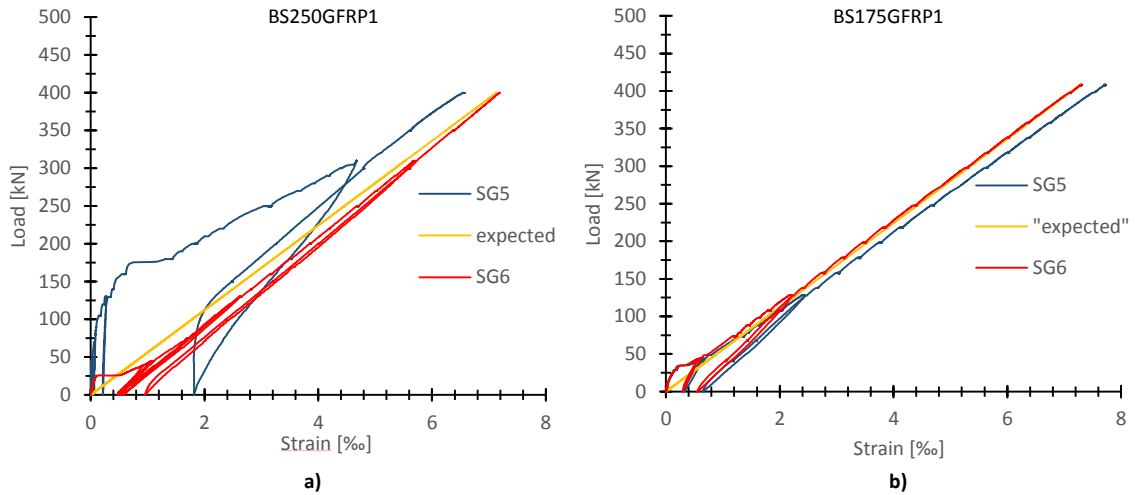 BS250GFRP1
500
450
400
350
300
250
200
150
100
50
0
Load [kN]
0 2 4 6 8
Strain [‰]
SG5
expected
SG6
a)
BS175GFRP1
500
450
400
350
300
250
200
150
100
50
0
Load [kN]
0 2 4 6 8
Strain [‰]
SG5
"expected"
SG6
b)